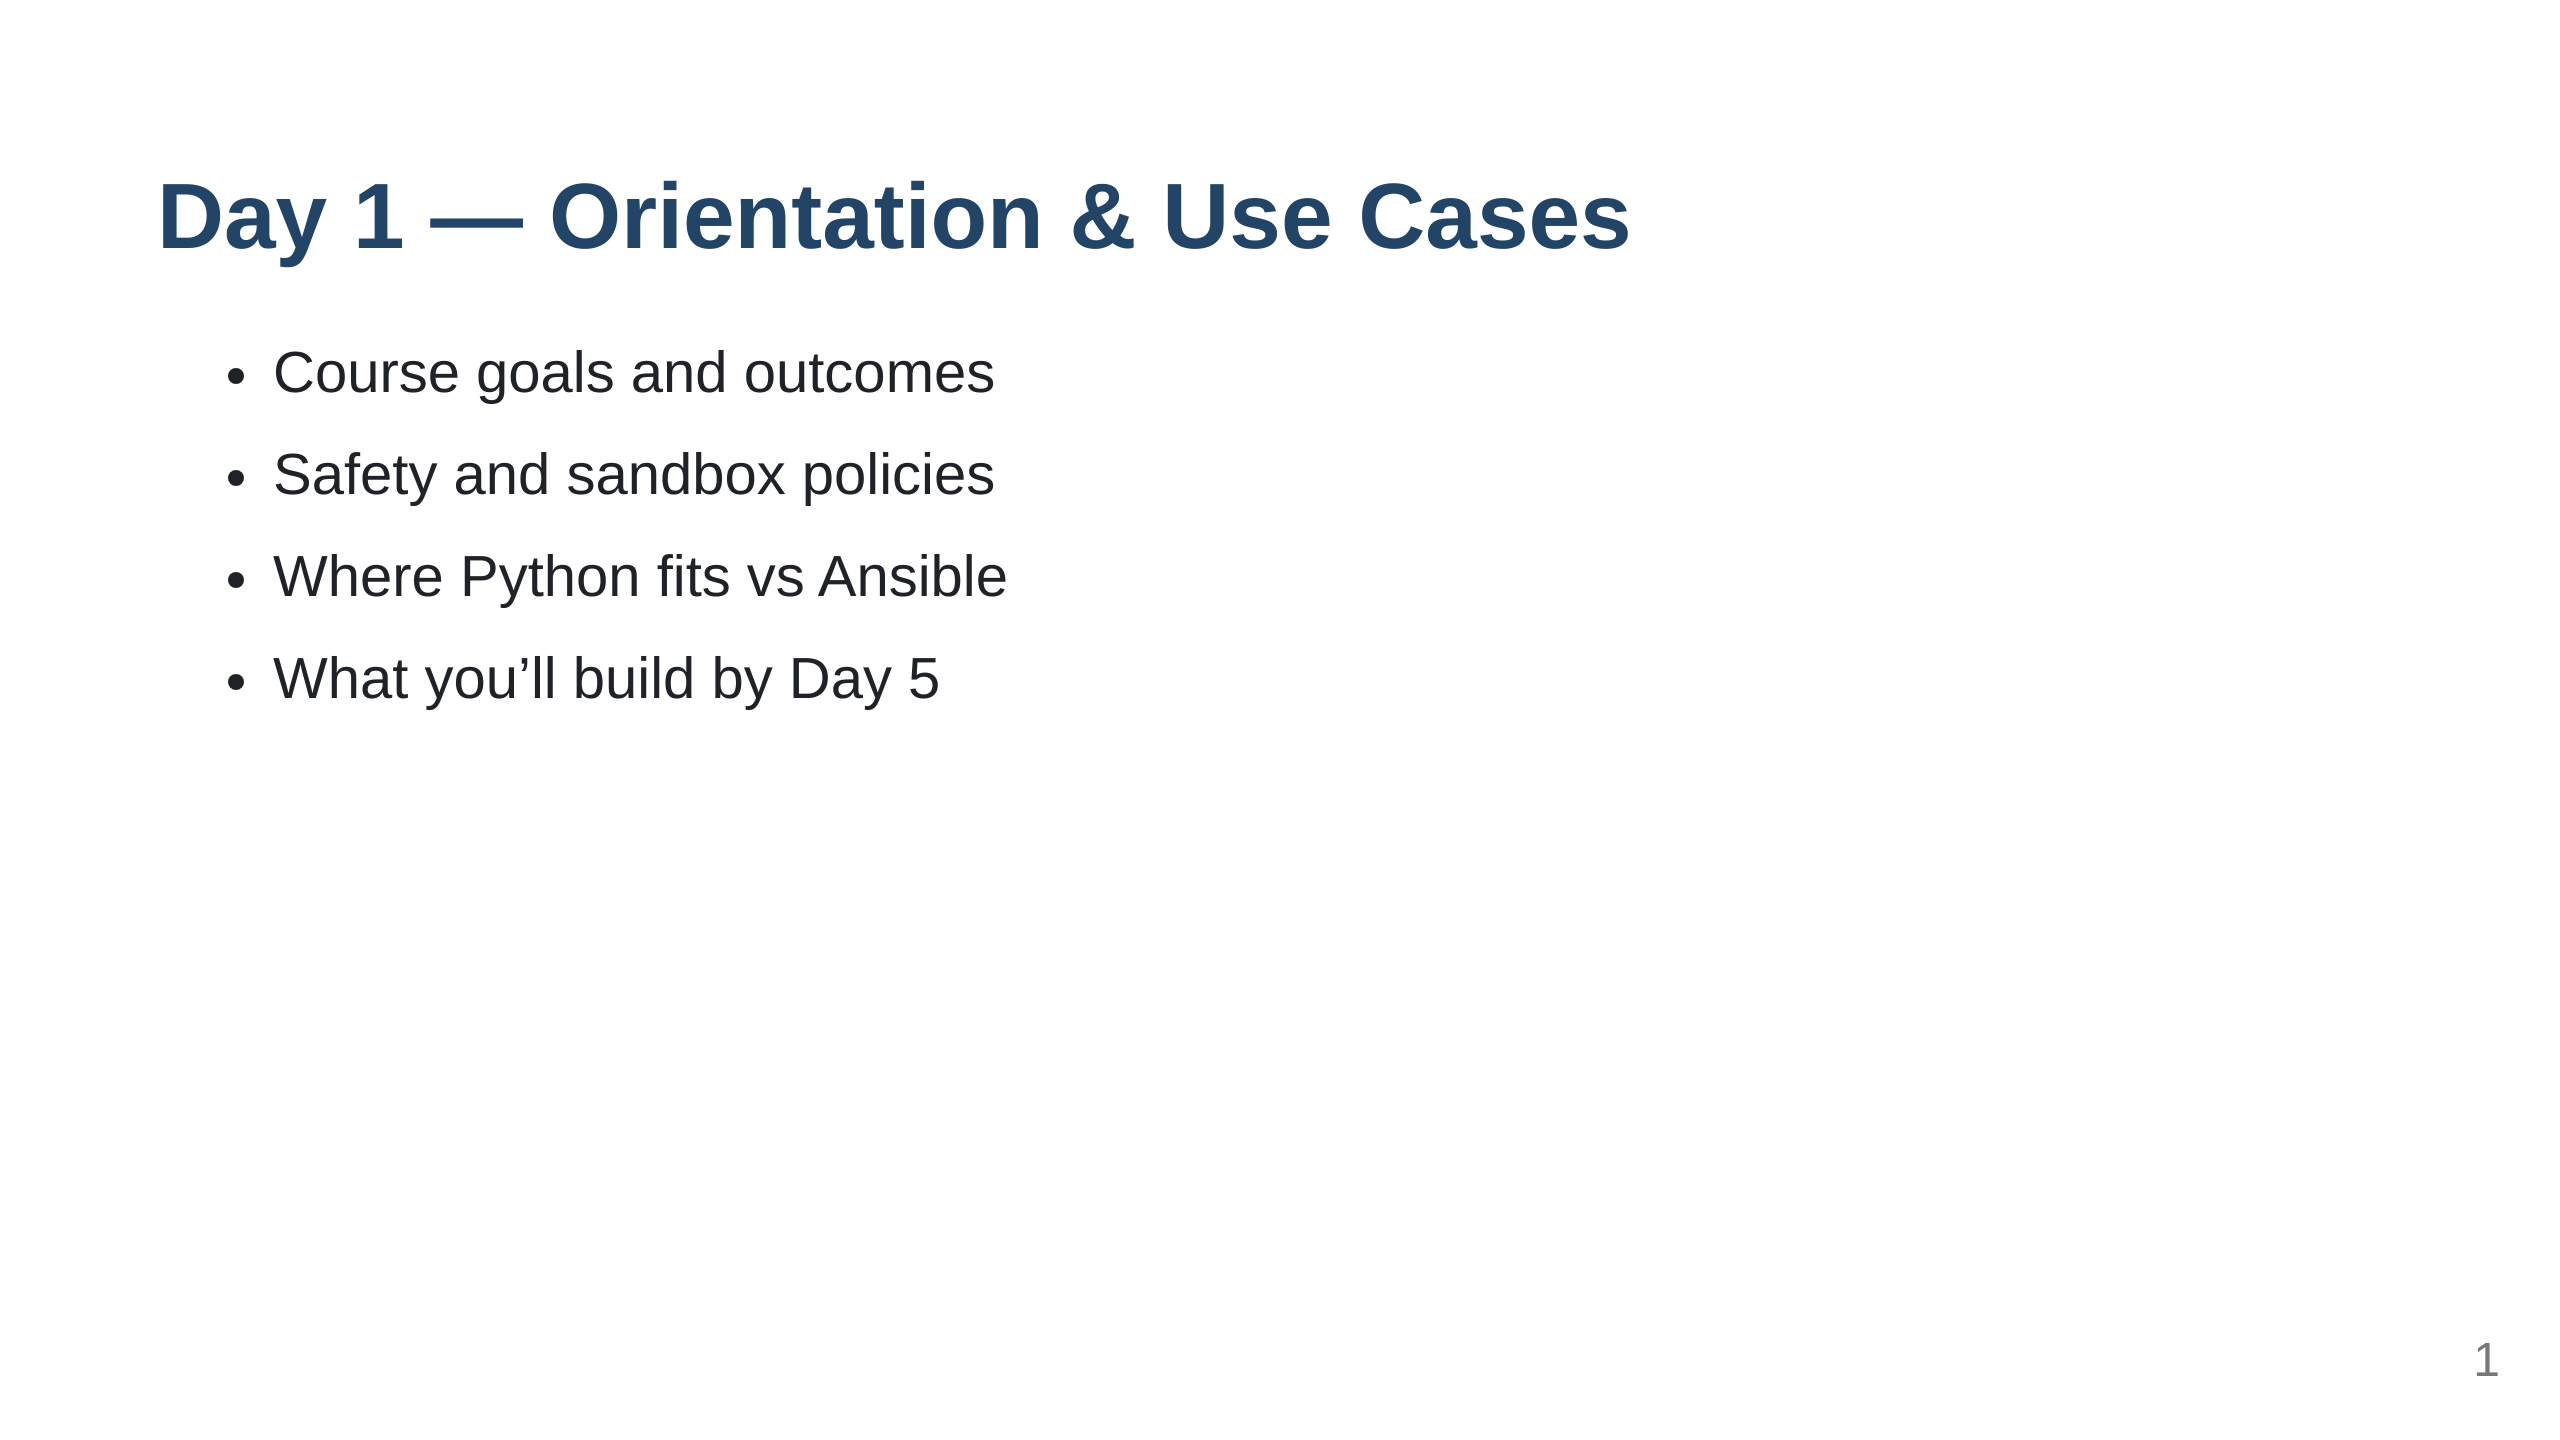 Day 1 — Orientation & Use Cases
• Course goals and outcomes
• Safety and sandbox policies
• Where Python fits vs Ansible
• What you’ll build by Day 5
1